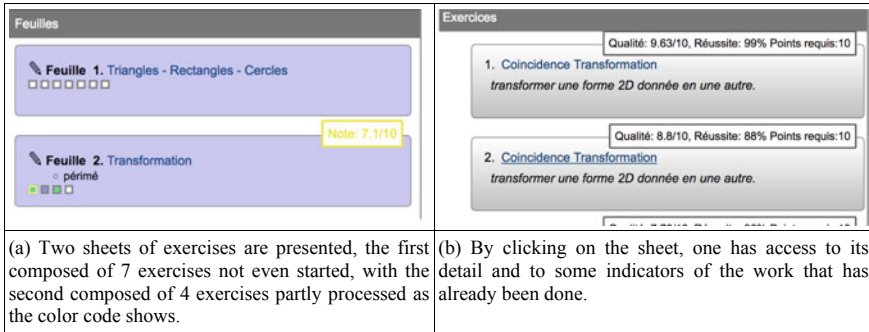 Feuilles
Feuille 1. Triangles - Rectangles - Cercles
Note: 7.1/10
Feuille 2. Transformation
périmé
Exercices
Qualité: 9.63/10, Réussite: 99% Points requis:10
1. Coincidence Transformation
transformer une forme 2D donnée en une autre.
Qualité: 8.8/10, Réussite: 88% Points requis:10
2. Coincidence Transformation
transformer une forme 2D donnée en une autre.
(a) Two sheets of exercises are presented, the first
composed of 7 exercises not even started, with the
second composed of 4 exercises partly processed as
the color code shows.
(b) By clicking on the sheet, one has access to its
detail and to some indicators of the work that has
already been done.